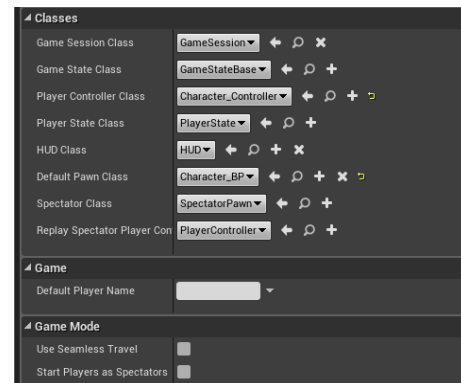 Classes
Game Session Class GameSession
Game State Class GameStateBase
Player Controller Class Character_Controller
Player State Class PlayerState
HUD Class HUD
Default Pawn Class Character_BP
Spectator Class SpectatorPawn
Replay Spectator Player Con PlayerController
Game
Default Player Name
Game Mode
Use Seamless Travel
Start Players as Spectators